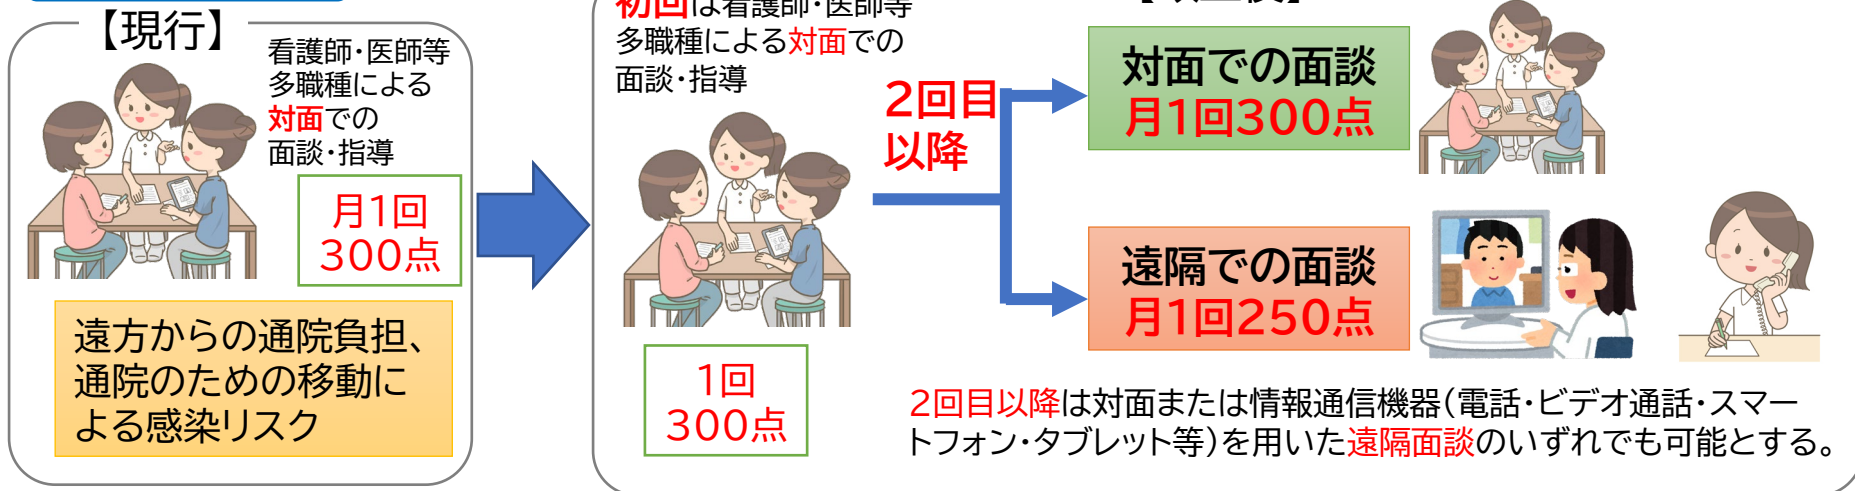 【現行】
看護師・医師等
多職種による
対面での
面談・指導
月1回
300点
遠方からの通院負担、
通院のための移動に
よる感染リスク
初回は看護師・医師等
多職種による対面での
面談・指導
1回
300点
2回目
以降
対面での面談
月1回300点
遠隔での面談
月1回250点
2回目以降は対面または情報通信機器(電話・ビデオ通話・スマー
トフォン・タブレット等)を用いた遠隔面談のいずれでも可能とする。